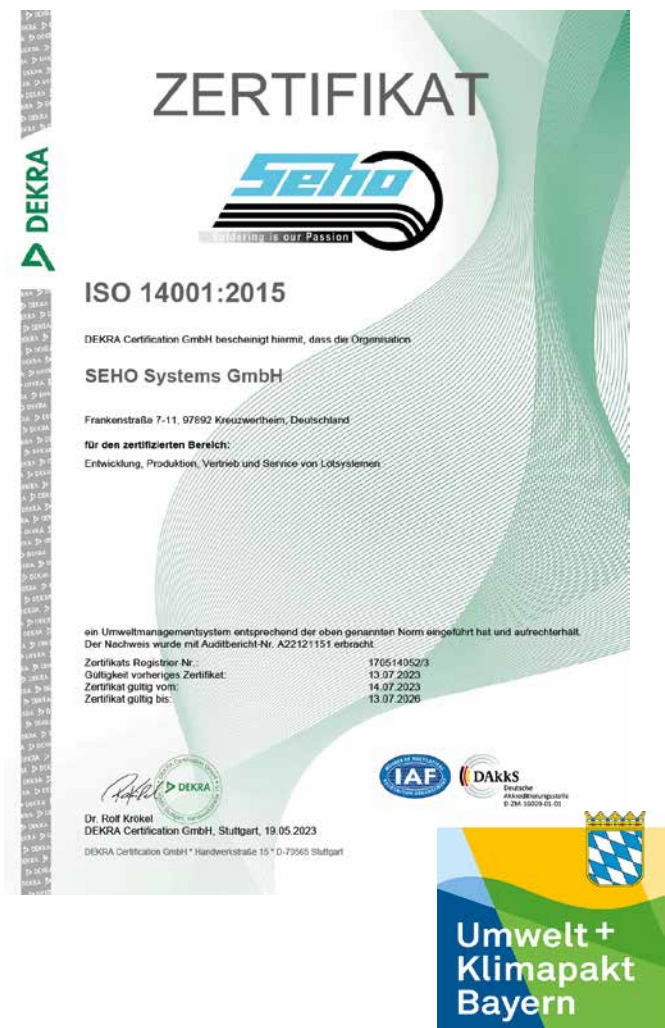 ZERTIFIKAT
DEKRA
Seho
Soldering is our Passion
ISO 14001:2015
DEKRA Certification GmbH bescheinigt hiermit, dass die Organisation
SEHO Systems GmbH
Frankenstraße 7-11, 97892 Kreuzwertheim, Deutschland
für den zertifizierten Bereich:
Entwicklung, Produktion, Vertrieb und Service von Lötsystemen
ein Umweltmanagementsystem entsprechend der oben genannten Norm eingeführt hat und aufrechterhält.
Der Nachweis wurde mit Auditbericht-Nr. A22121151 erbracht.
Zertifikats Registrier-Nr.: 170514052/3
Gültigkeit vorheriges Zertifikat: 13.07.2023
Zertifikat gültig vom: 14.07.2023
Zertifikat gültig bis: 13.07.2026
DEKRA
IAF
DAkkS
Deutsche
Akkreditierungsstelle
D-ZM-16029-01-01
Dr. Rolf Krökel
DEKRA Certification GmbH, Stuttgart, 19.05.2023
DEKRA Certification GmbH * Handwerkstraße 15 * D-70565 Stuttgart
Umwelt +
Klimapakt
Bayern